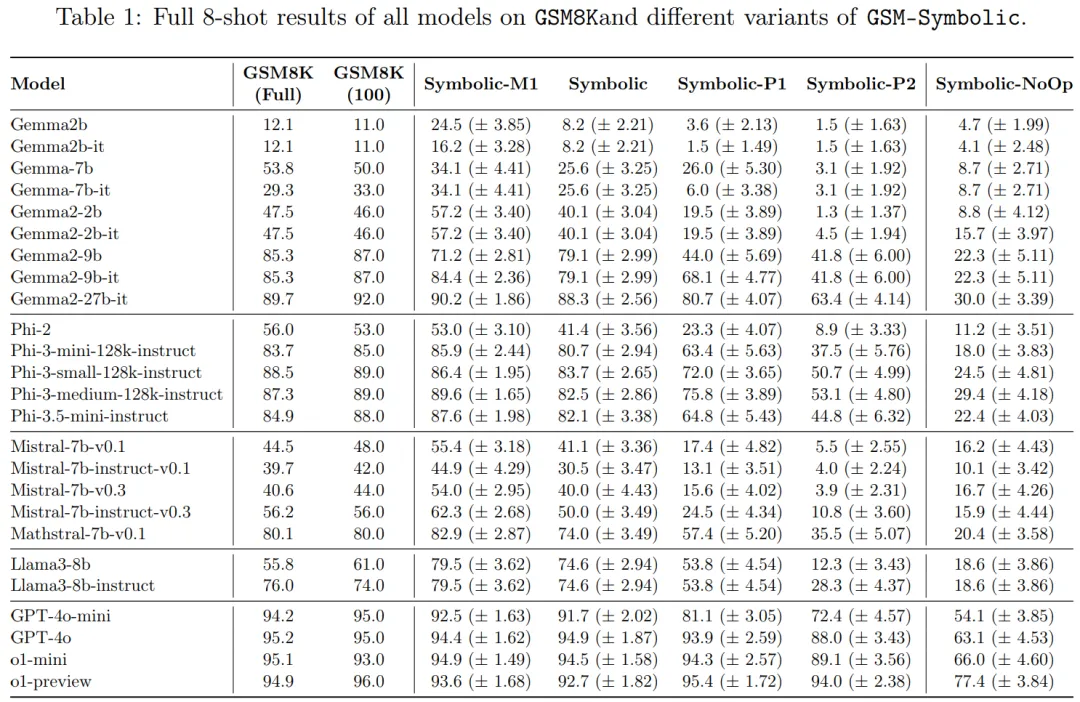 Table 1: Full 8-shot results of all models on GSM8Kand different variants of GSM-Symbolic.
Model GSM8K (Full) GSM8K (100) Symbolic-M1 Symbolic Symbolic-P1 Symbolic-P2 Symbolic-NoOp
Gemma2b 12.1 11.0 24.5 (± 3.85) 8.2 (± 2.21) 3.6 (± 2.13) 1.5 (± 1.63) 4.7 (± 1.99)
Gemma2b-it 12.1 11.0 16.2 (± 3.28) 8.2 (± 2.21) 1.5 (± 1.49) 1.5 (± 1.63) 4.1 (± 2.48)
Gemma-7b 53.8 50.0 34.1 (± 4.41) 25.6 (± 3.25) 26.0 (± 5.30) 3.1 (± 1.92) 8.7 (± 2.71)
Gemma-7b-it 29.3 33.0 34.1 (± 4.41) 25.6 (± 3.25) 6.0 (± 3.38) 3.1 (± 1.92) 8.7 (± 2.71)
Gemma2-2b 47.5 46.0 57.2 (± 3.40) 40.1 (± 3.04) 19.5 (± 3.89) 1.3 (± 1.37) 8.8 (± 4.12)
Gemma2-2b-it 47.5 46.0 57.2 (± 3.40) 40.1 (± 3.04) 19.5 (± 3.89) 4.5 (± 1.94) 15.7 (± 3.97)
Gemma2-9b 85.3 87.0 71.2 (± 2.81) 79.1 (± 2.99) 44.0 (± 5.69) 41.8 (± 6.00) 22.3 (± 5.11)
Gemma2-9b-it 85.3 87.0 84.4 (± 2.36) 79.1 (± 2.99) 68.1 (± 4.77) 41.8 (± 6.00) 22.3 (± 5.11)
Gemma2-27b-it 89.7 92.0 90.2 (± 1.86) 88.3 (± 2.56) 80.7 (± 4.07) 63.4 (± 4.14) 30.0 (± 3.39)
Phi-2 56.0 53.0 53.0 (± 3.10) 41.4 (± 3.56) 23.3 (± 4.07) 8.9 (± 3.33) 11.2 (± 3.51)
Phi-3-mini-128k-instruct 83.7 85.0 85.9 (± 2.44) 80.7 (± 2.94) 63.4 (± 5.63) 37.5 (± 5.76) 18.0 (± 3.83)
Phi-3-small-128k-instruct 88.5 89.0 86.4 (± 1.95) 83.7 (± 2.65) 72.0 (± 3.65) 50.7 (± 4.99) 24.5 (± 4.81)
Phi-3-medium-128k-instruct 87.3 89.0 89.6 (± 1.65) 82.5 (± 2.86) 75.8 (± 3.89) 53.1 (± 4.80) 29.4 (± 4.18)
Phi-3.5-mini-instruct 84.9 88.0 87.6 (± 1.98) 82.1 (± 3.38) 64.8 (± 5.43) 44.8 (± 6.32) 22.4 (± 4.03)
Mistral-7b-v0.1 44.5 48.0 55.4 (± 3.18) 41.1 (± 3.36) 17.4 (± 4.82) 5.5 (± 2.55) 16.2 (± 4.43)
Mistral-7b-instruct-v0.1 39.7 42.0 44.9 (± 4.29) 30.5 (± 3.47) 13.1 (± 3.51) 4.0 (± 2.24) 10.1 (± 3.42)
Mistral-7b-v0.3 40.6 44.0 54.0 (± 2.95) 40.0 (± 4.43) 15.6 (± 4.02) 3.9 (± 2.31) 16.7 (± 4.26)
Mistral-7b-instruct-v0.3 56.2 56.0 62.3 (± 2.68) 50.0 (± 3.49) 24.5 (± 4.34) 10.8 (± 3.60) 15.9 (± 4.44)
Mathstral-7b-v0.1 80.1 80.0 82.9 (± 2.87) 74.0 (± 3.49) 57.4 (± 5.20) 35.5 (± 5.07) 20.4 (± 3.58)
Llama3-8b 55.8 61.0 79.5 (± 3.62) 74.6 (± 2.94) 53.8 (± 4.54) 12.3 (± 3.43) 18.6 (± 3.86)
Llama3-8b-instruct 76.0 74.0 79.5 (± 3.62) 74.6 (± 2.94) 53.8 (± 4.54) 28.3 (± 4.37) 18.6 (± 3.86)
GPT-4o-mini 94.2 95.0 92.5 (± 1.63) 91.7 (± 2.02) 81.1 (± 3.05) 72.4 (± 4.57) 54.1 (± 3.85)
GPT-4o 95.2 95.0 94.4 (± 1.62) 94.9 (± 1.87) 93.9 (± 2.59) 88.0 (± 3.43) 63.1 (± 4.53)
o1-mini 95.1 93.0 94.9 (± 1.49) 94.5 (± 1.58) 94.3 (± 2.57) 89.1 (± 3.56) 66.0 (± 4.60)
o1-preview 94.9 96.0 93.6 (± 1.68) 92.7 (± 1.82) 95.4 (± 1.72) 94.0 (± 2.38) 77.4 (± 3.84)